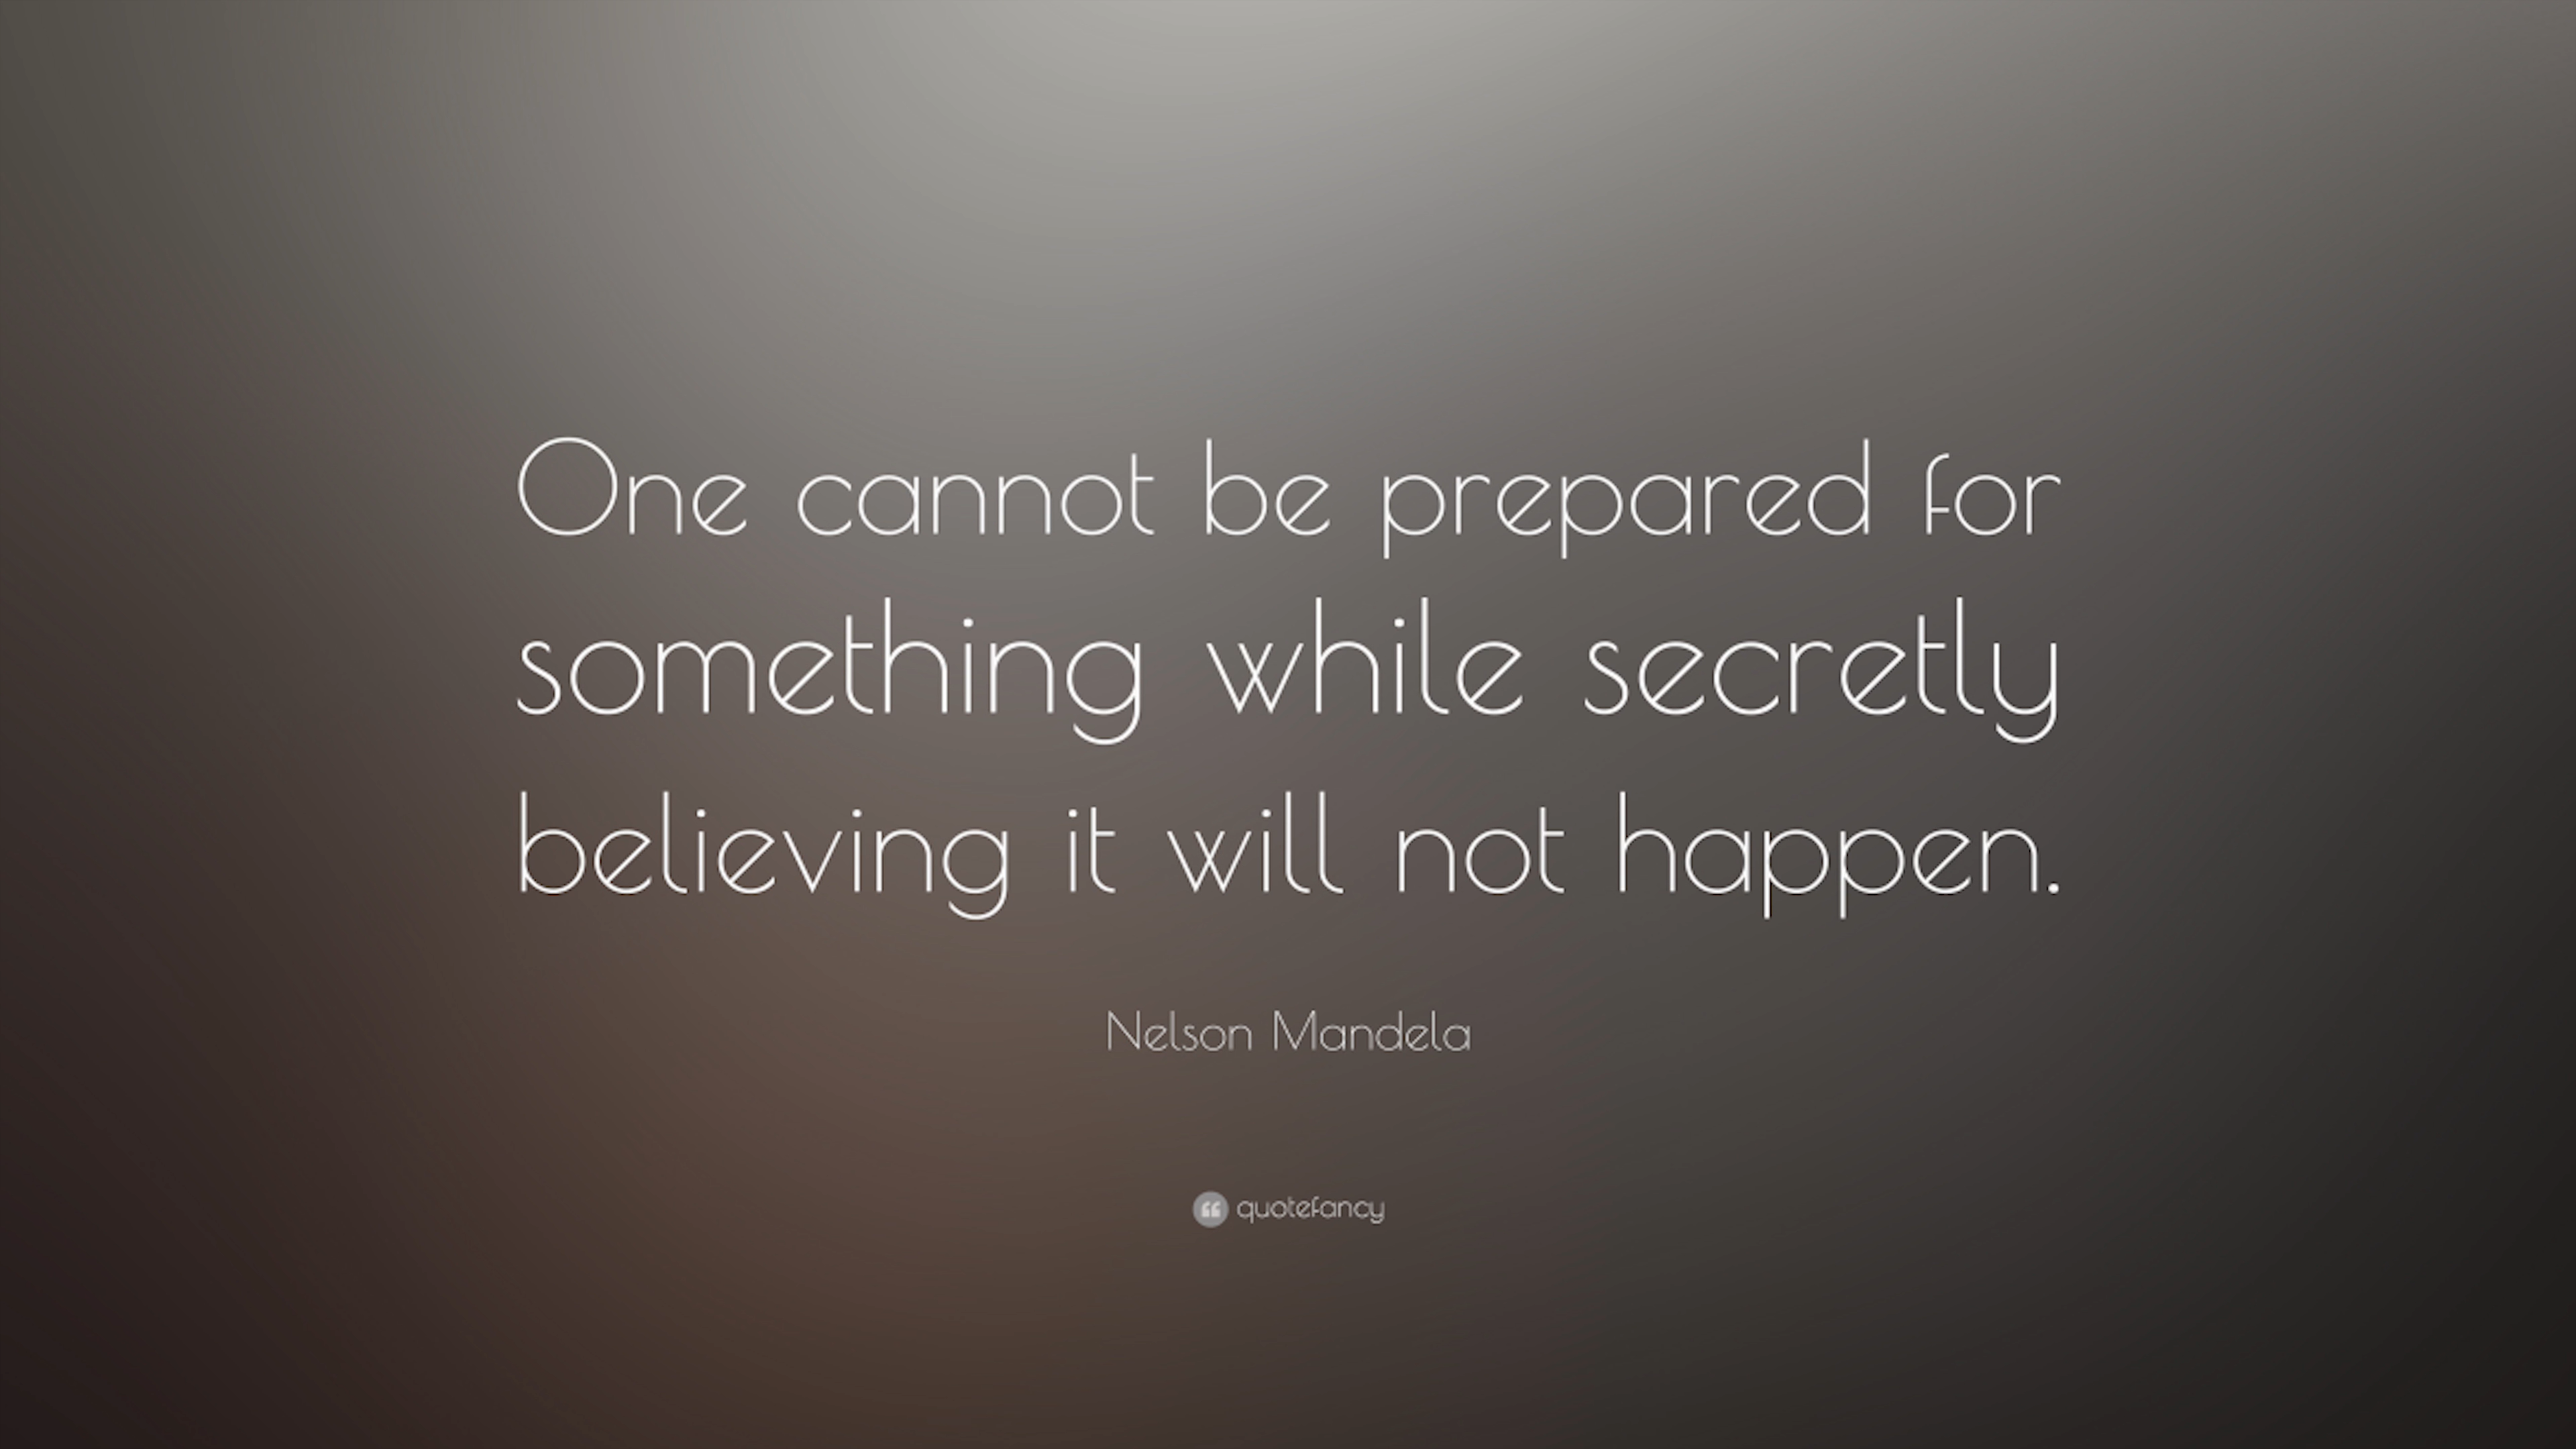 One cannot be prepared for
something while secretly
believing it will not happen.
Nelson Mandela
quotefancy